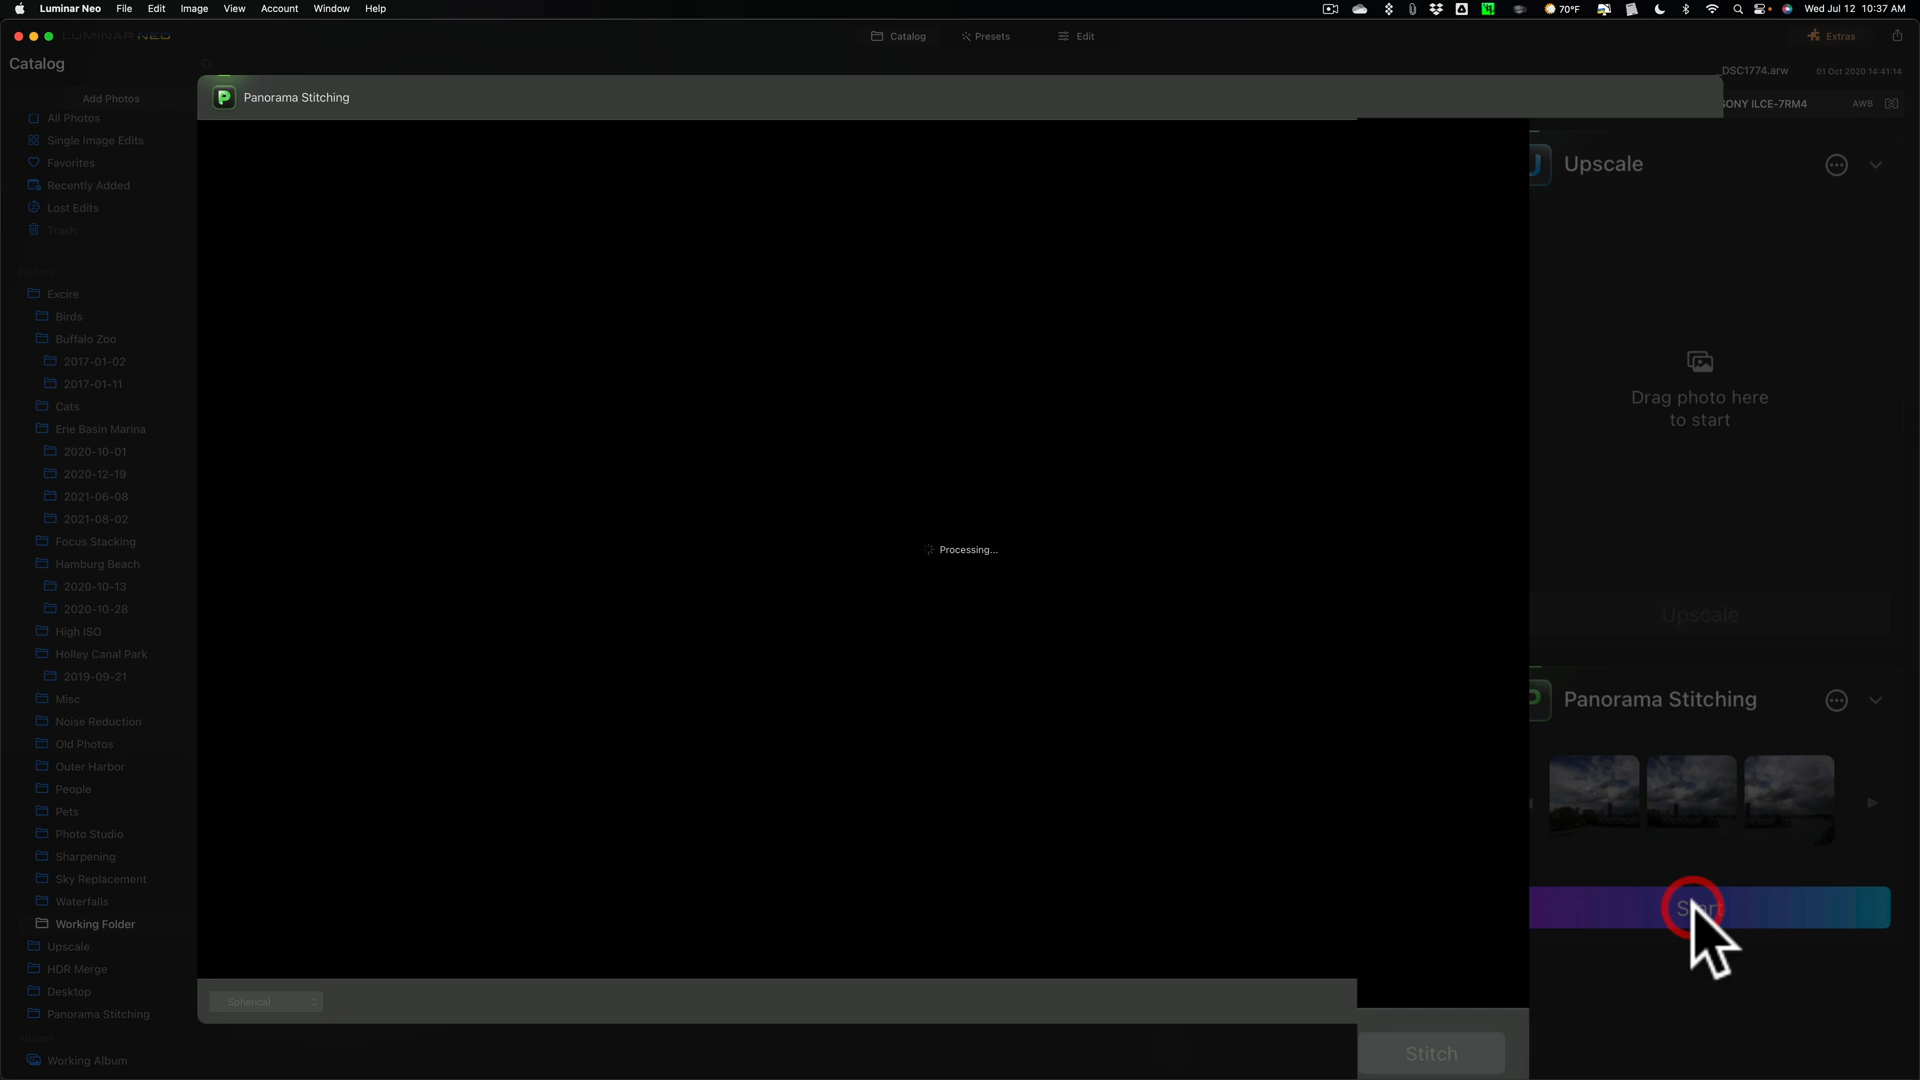 Luminar Neo File Edit Image View Account Window Help
70°F Wed Jul 12 10:37 AM
LUMINAR NEO Catalog Presets Edit Extras
Catalog
_DSC1774.arw 01 Oct 2020 14:41:14
Add Photos
Panorama Stitching
SONY ILCE-7RM4 AWB
All Photos
Single Image Edits
Favorites
Recently Added
Lost Edits
Trash
Upscale
Drag photo here
to start
Upscale
Excire
Birds
Buffalo Zoo
2017-01-02
2017-01-11
Cats
Erie Basin Marina
2020-10-01
2020-12-19
2021-06-08
2021-08-02
Focus Stacking
Hamburg Beach
2020-10-13
2020-10-28
High ISO
Holley Canal Park
2019-09-21
Misc
Noise Reduction
Old Photos
Outer Harbor
People
Pets
Photo Studio
Sharpening
Sky Replacement
Waterfalls
Working Folder
Upscale
HDR Merge
Desktop
Panorama Stitching
Albums
Working Album
Processing...
Panorama Stitching
Start
Spherical
Stitch